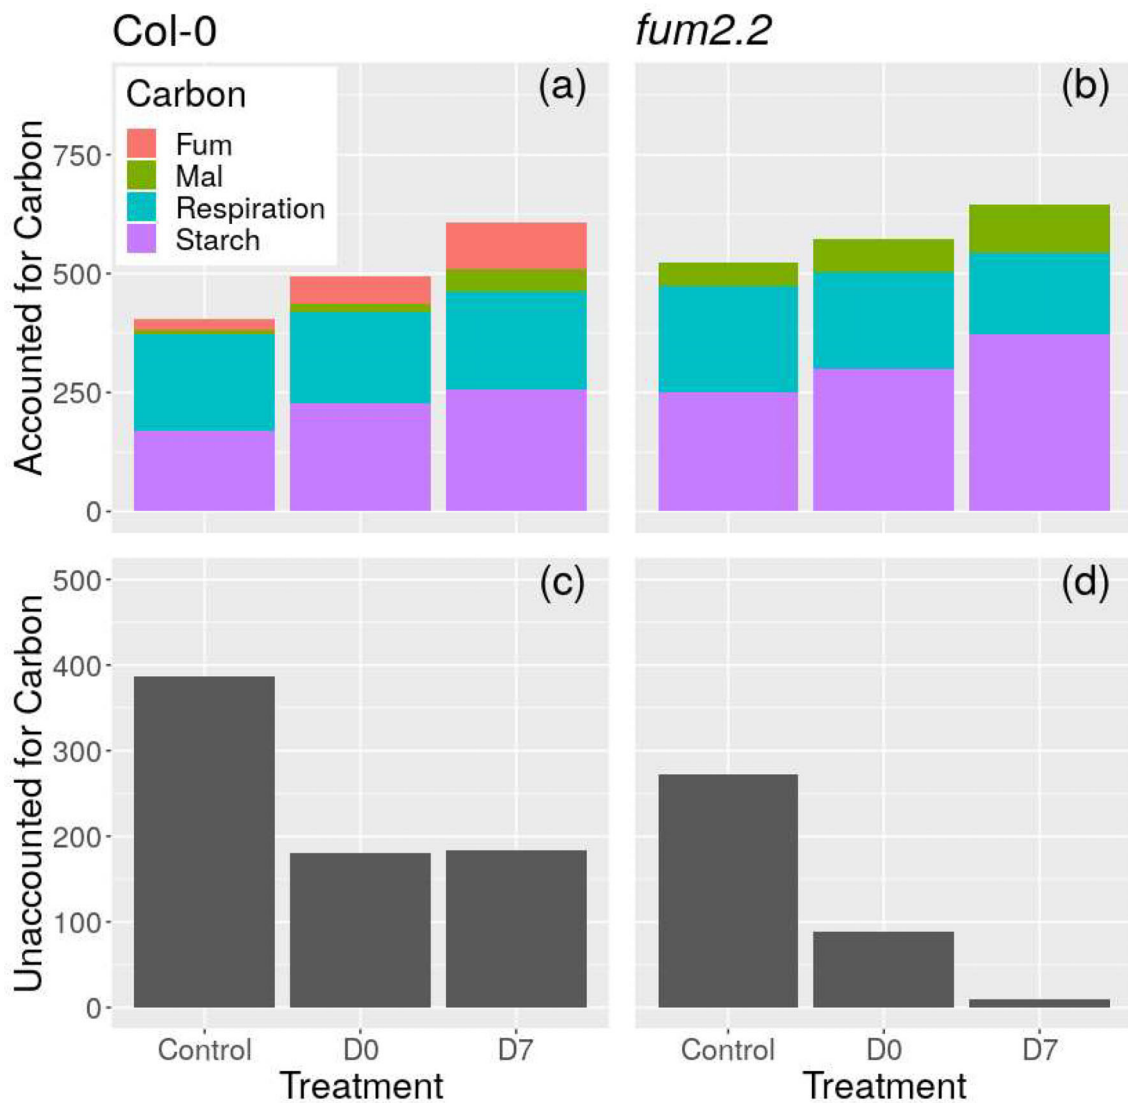 Col-0
fum2.2
(a)
(b)
Carbon
Fum
Mal
Respiration
Starch
Accounted for Carbon
750
500
250
0
(c)
(d)
Unaccounted for Carbon
500
400
300
200
100
0
Control D0 D7
Control D0 D7
Treatment
Treatment